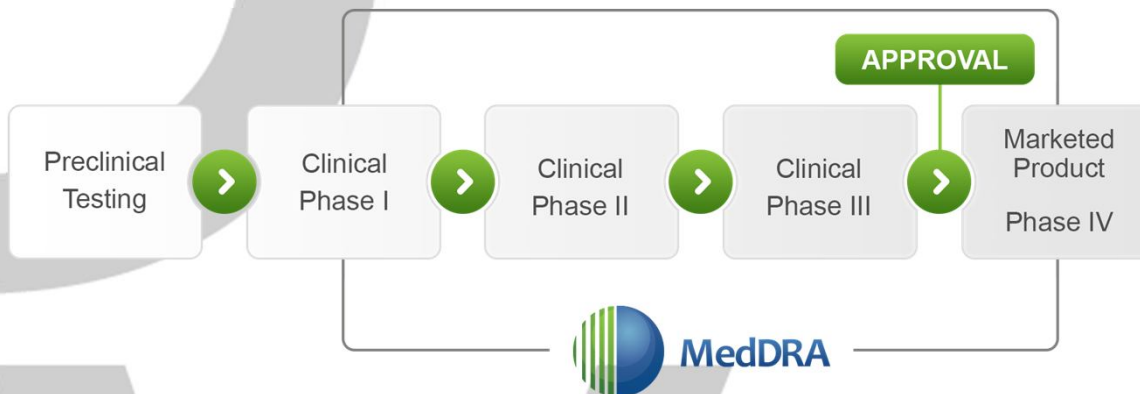 APPROVAL
Preclinical
Testing
Clinical
Phase I
Clinical
Phase II
Clinical
Phase III
Marketed
Product
Phase IV
MedDRA